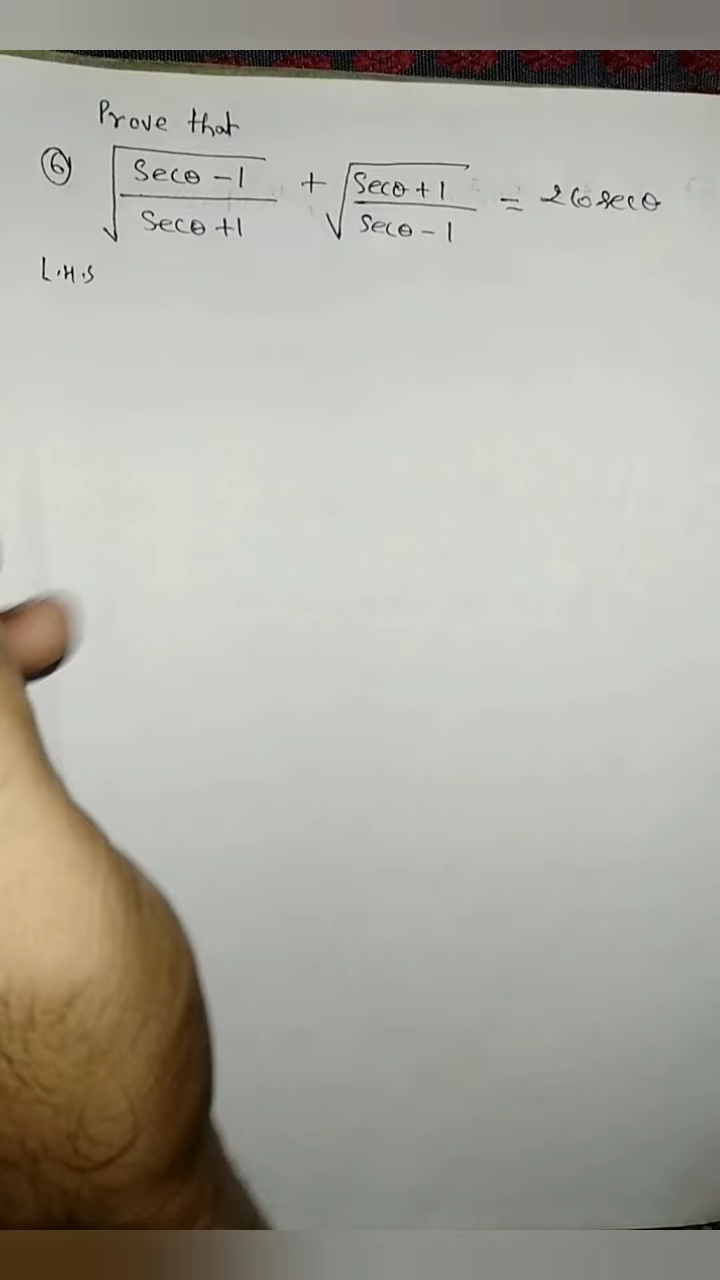 Prove that
⑥ √((Secθ - 1)/(Secθ + 1)) + √((Secθ + 1)/(Secθ - 1)) = 2Cosecθ
L.H.S